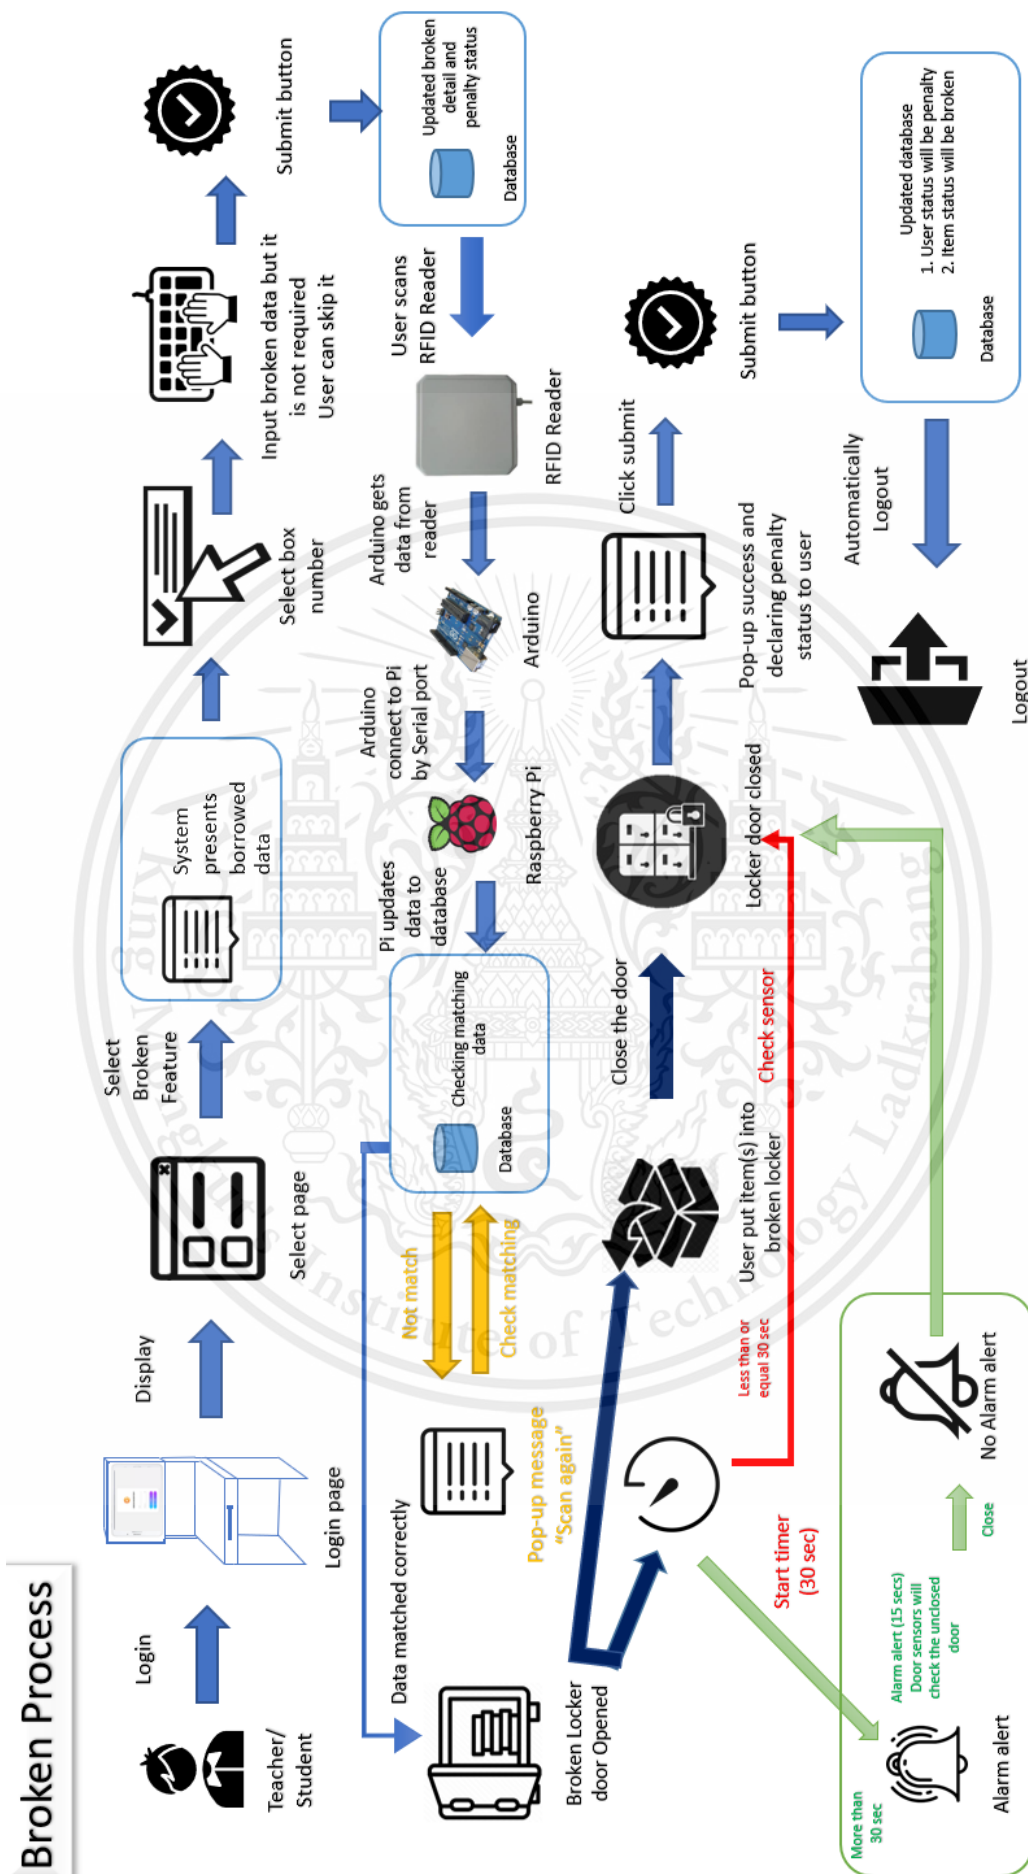 Broken Process
Login
Display
Select
Broken
Feature
System
presents
borrowed
data
Teacher/
Student
Login page
Select page
Select box
number
Input broken data but it
is not required
User can skip it
Submit button
Updated broken
detail and
penalty status
Database
User scans
RFID Reader
RFID Reader
Arduino gets
data from
reader
Arduino
Arduino
connect to Pi
by Serial port
Raspberry Pi
Pi updates
data to
database
Checking matching
data
Database
Not match
Check matching
Pop-up message
“Scan again”
Data matched correctly
Broken Locker
door Opened
Start timer
(30 sec)
User put item(s) into
broken locker
Close the door
Less than or
equal 30 sec
Check sensor
Locker door closed
More than
30 sec
Alarm alert
Alarm alert (15 secs)
Door sensors will
check the unclosed
door
Close
No Alarm alert
Pop-up success and
declaring penalty
status to user
Click submit
Submit button
Updated database
1. User status will be penalty
2. Item status will be broken
Database
Automatically
Logout
Logout
King Mongkut's Institute of Technology Ladkrabang